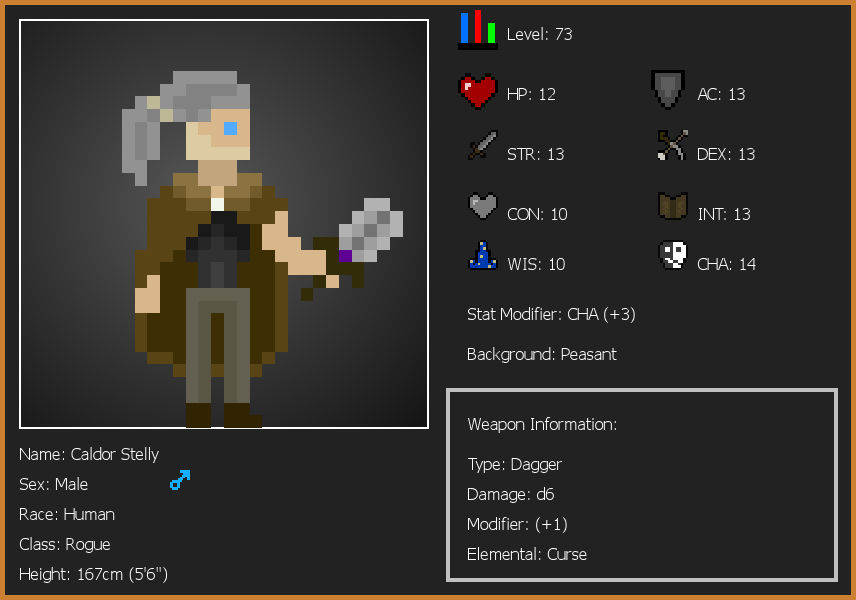 Level: 73
HP: 12
AC: 13
STR: 13
DEX: 13
CON: 10
INT: 13
WIS: 10
CHA: 14
Stat Modifier: CHA (+3)
Background: Peasant
Weapon Information:
Type: Dagger
Damage: d6
Modifier: (+1)
Elemental: Curse
Name: Caldor Stelly
Sex: Male
Race: Human
Class: Rogue
Height: 167cm (5'6")